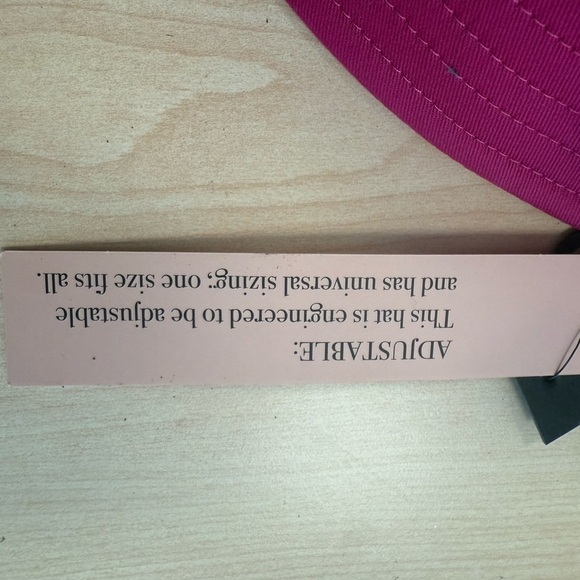 ADJUSTABLE:
This hat is engineered to be adjustable
and has universal sizing; one size fits all.